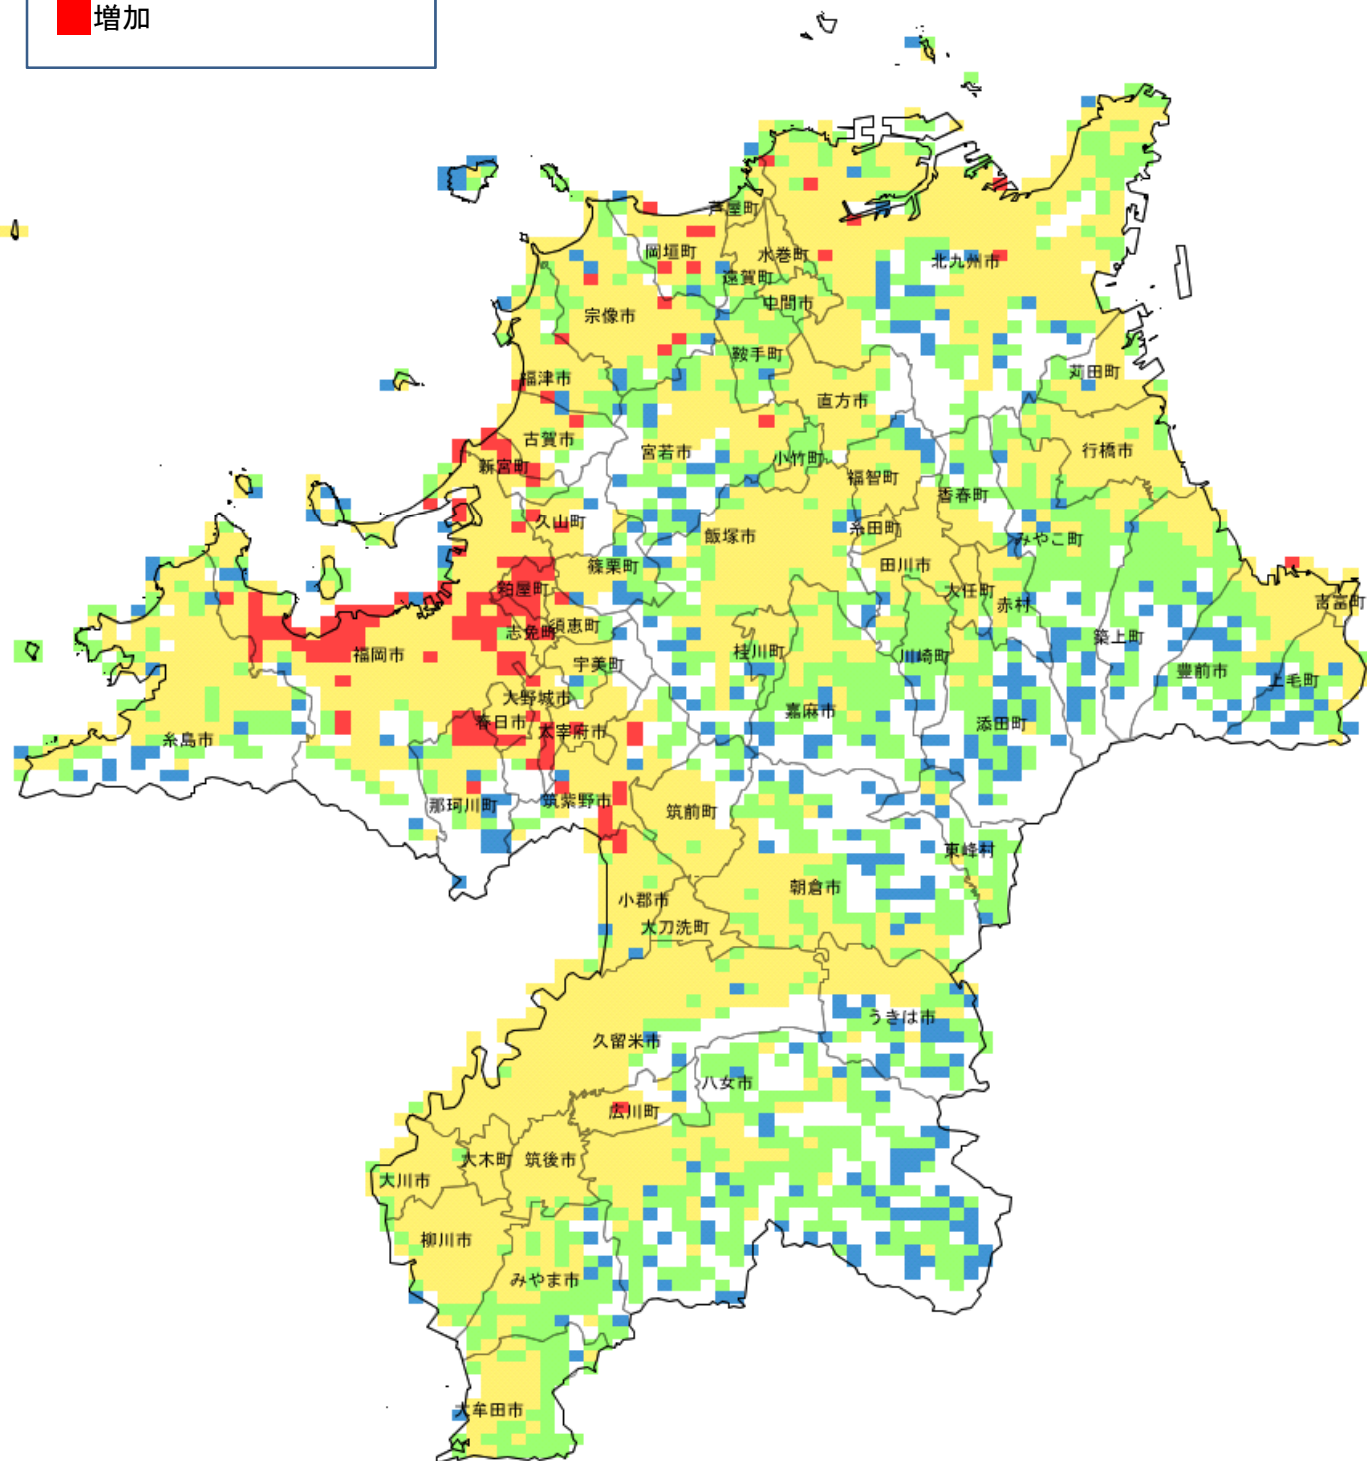 増加
芦屋町
岡垣町
水巻町
北九州市
遠賀町
中間市
宗像市
鞍手町
苅田町
福津市
直方市
古賀市
宮若市
行橋市
小竹町
新宮町
福智町
香春町
久山町
糸田町
飯塚市
みやこ町
篠栗町
田川市
粕屋町
大任町
赤村
吉富町
須恵町
志免町
築上町
福岡市
桂川町
川崎町
宇美町
豊前市
上毛町
大野城市
嘉麻市
春日市
太宰府市
添田町
糸島市
那珂川町
筑紫野市
筑前町
東峰村
朝倉市
小郡市
大刀洗町
うきは市
久留米市
八女市
広川町
大木町
筑後市
大川市
柳川市
みやま市
大牟田市